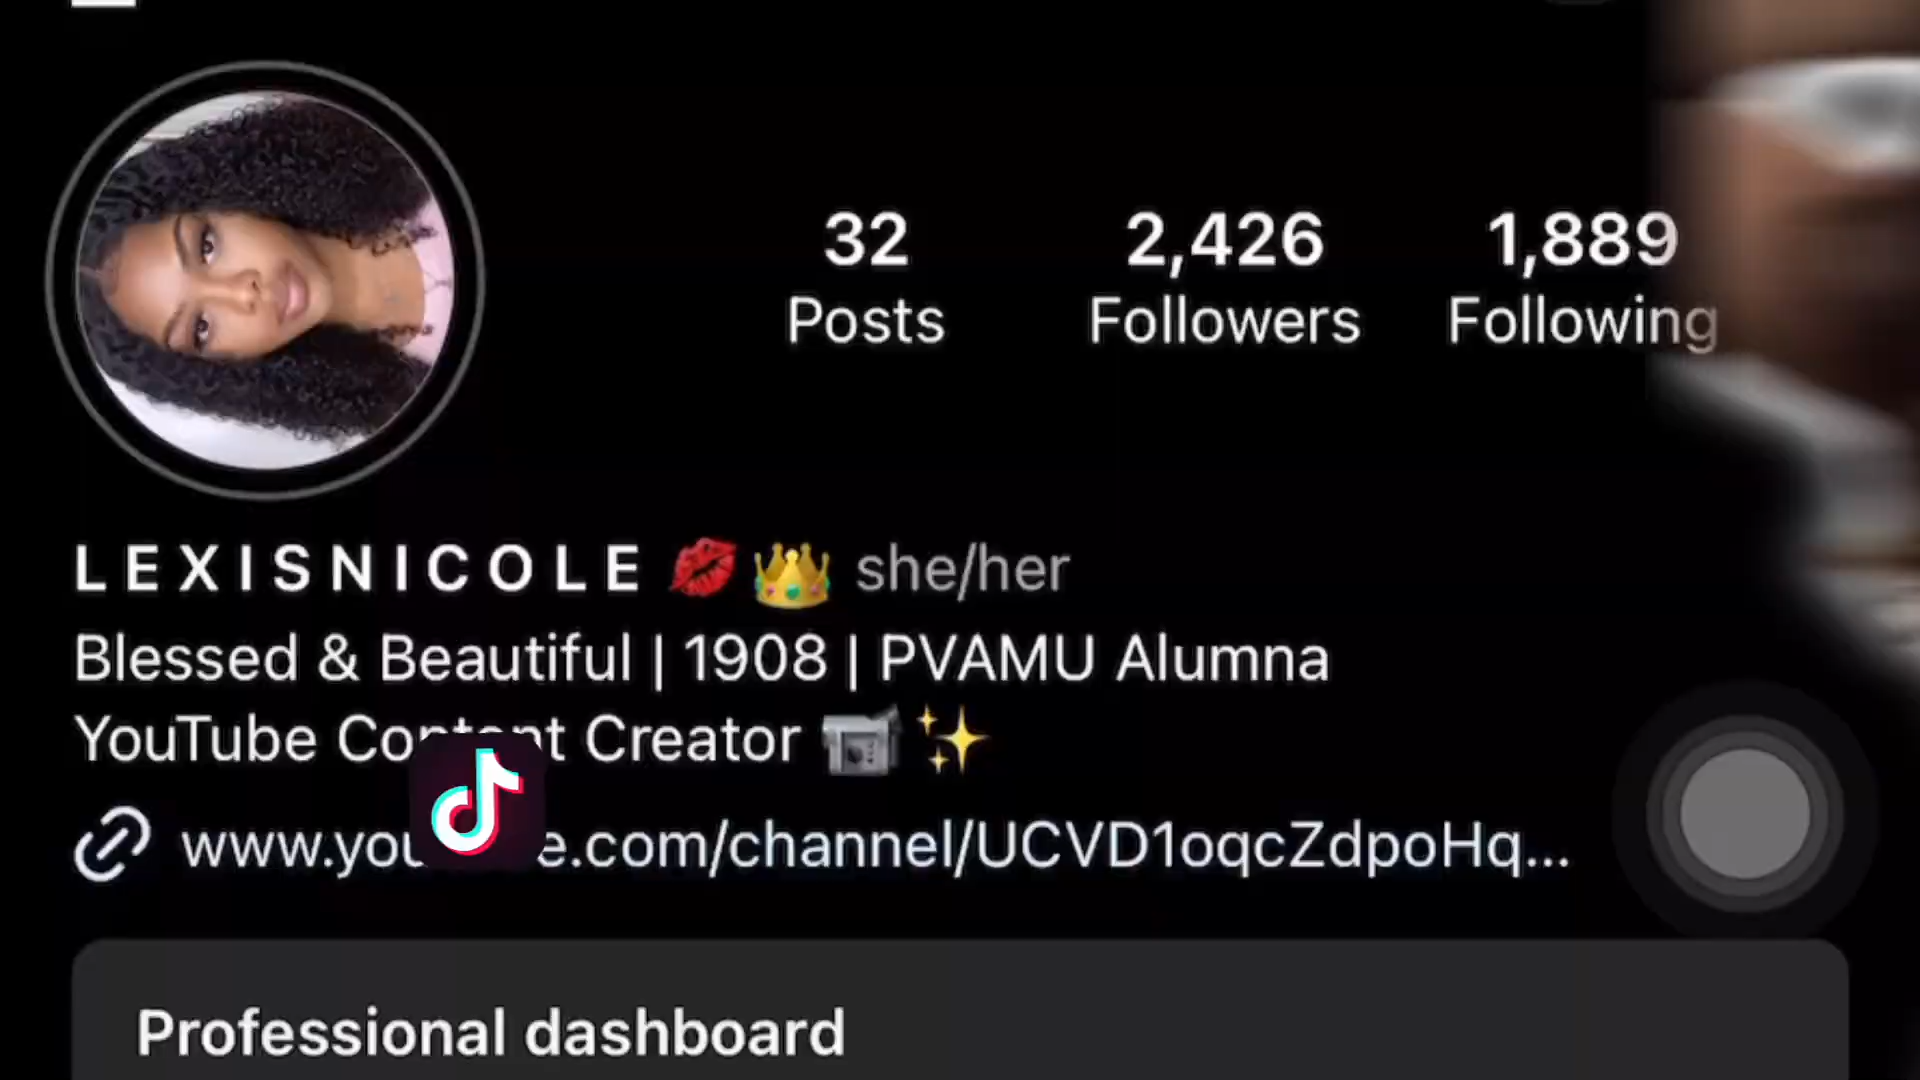 32 2,426 1,889
Posts Followers Following
LEXISNICOLE 💋👑 she/her
Blessed & Beautiful | 1908 | PVAMU Alumna
YouTube Content Creator 📹✨
www.youtube.com/channel/UCVD1oqcZdpoHq...
Professional dashboard